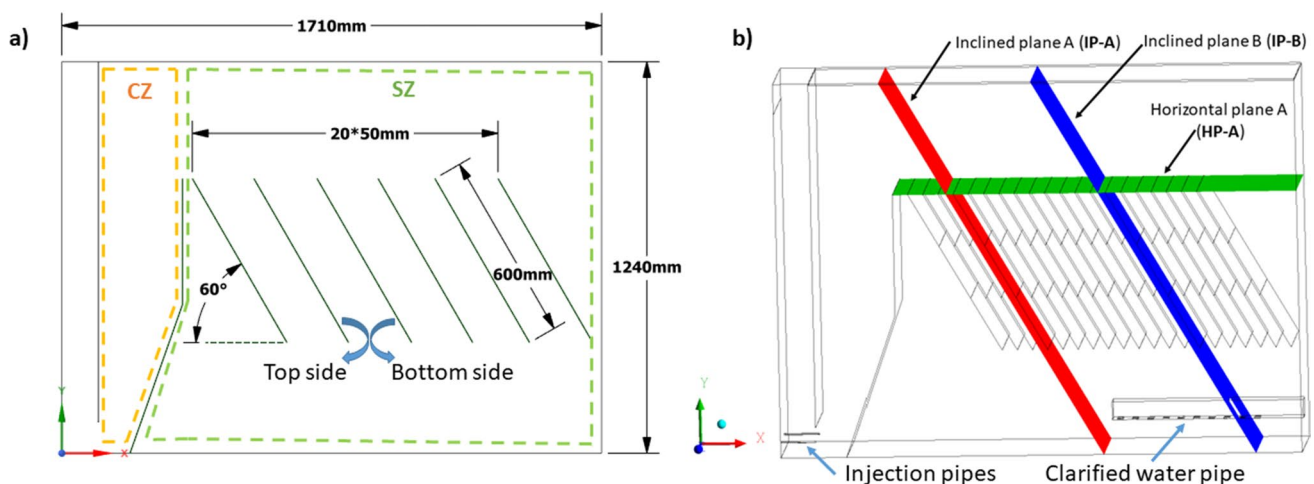 a)
1710mm
CZ
SZ
20*50mm
600mm
1240mm
60°
Top side
Bottom side
Y
X
b)
Inclined plane A (IP-A)
Inclined plane B (IP-B)
Horizontal plane A
(HP-A)
Y
X
Injection pipes
Clarified water pipe